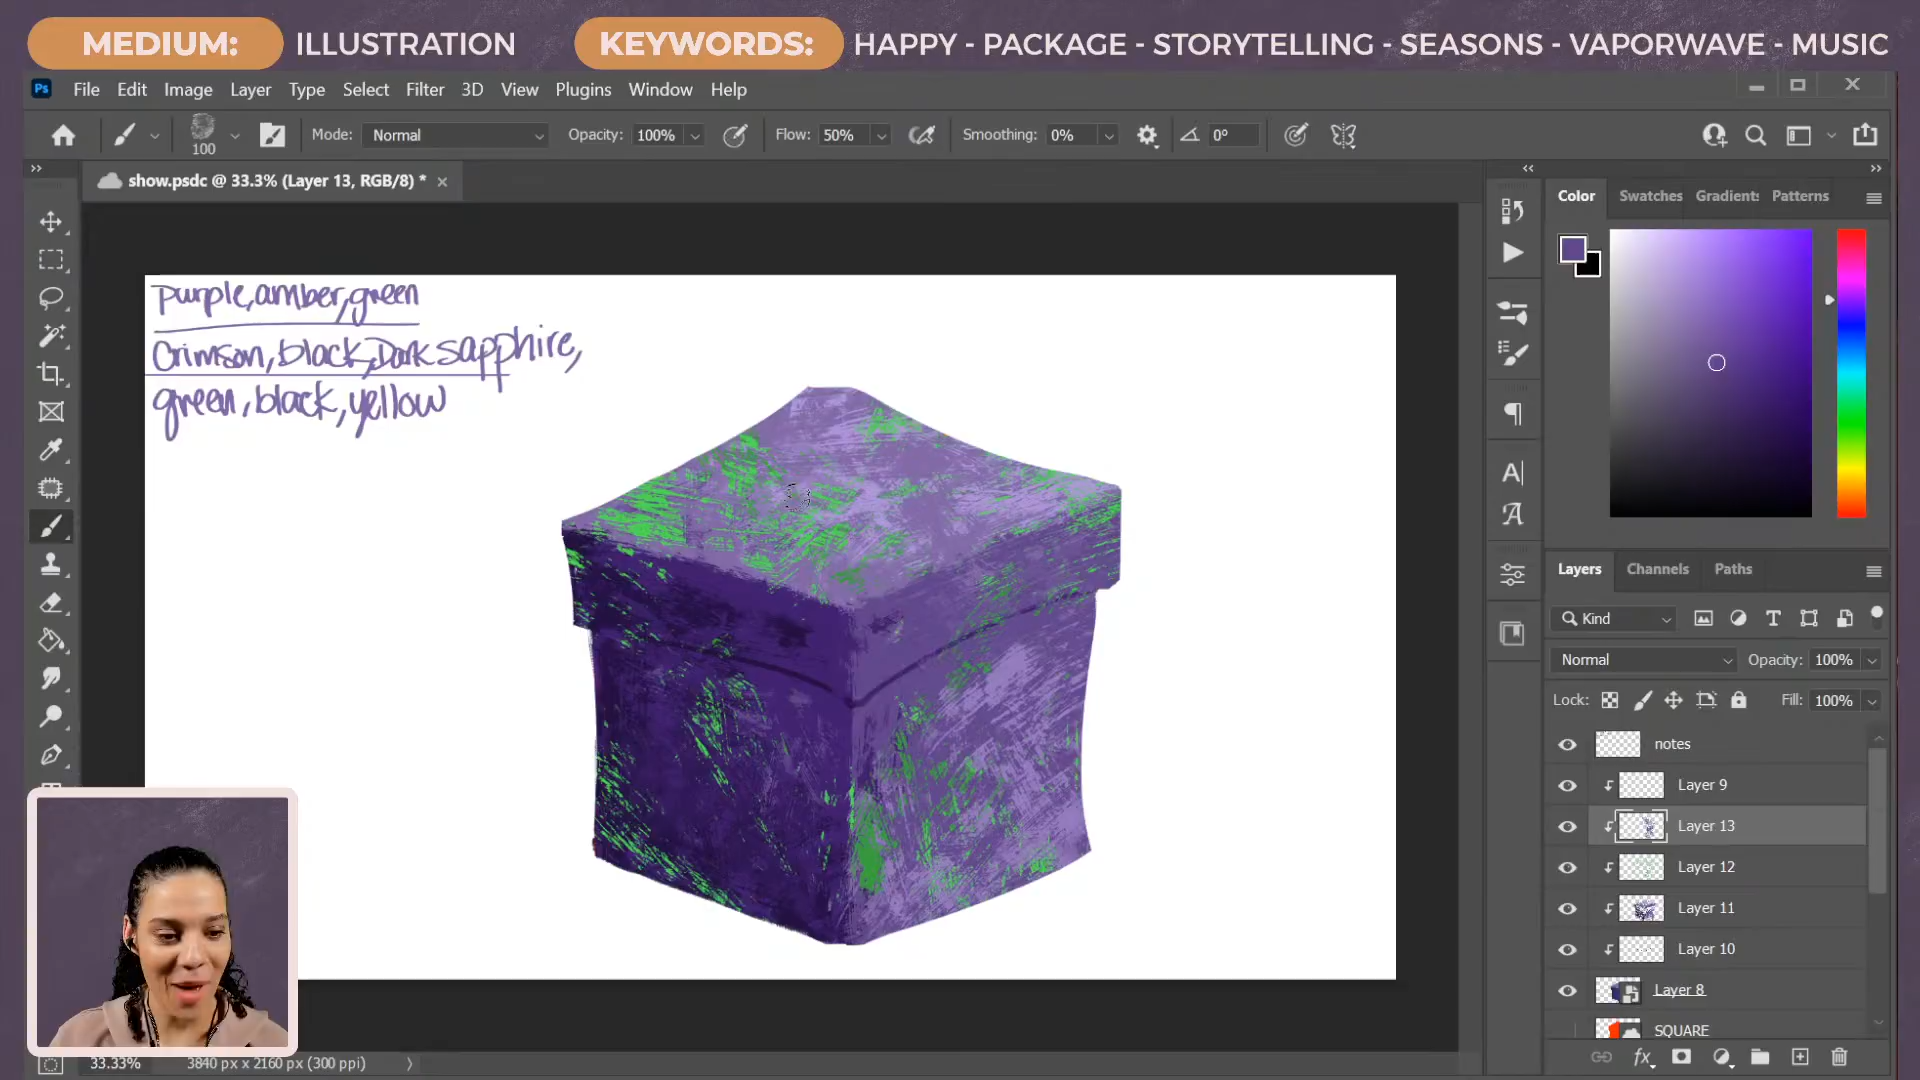 MEDIUM: ILLUSTRATION KEYWORDS: HAPPY - PACKAGE - STORYTELLING - SEASONS - VAPORWAVE - MUSIC
Ps File Edit Image Layer Type Select Filter 3D View Plugins Window Help
100 Mode: Normal Opacity: 100% Flow: 50% Smoothing: 0% 0°
show.psdc @ 33.3% (Layer 13, RGB/8) *
Color Swatches Gradients Patterns
purple, amber, green
Crimson, black, Dark sapphire,
green, black, yellow
Layers Channels Paths
Kind
Normal Opacity: 100%
Lock: Fill: 100%
notes
Layer 9
Layer 13
Layer 12
Layer 11
Layer 10
Layer 8
SQUARE
fx
33.33% 3840 px x 2160 px (300 ppi)